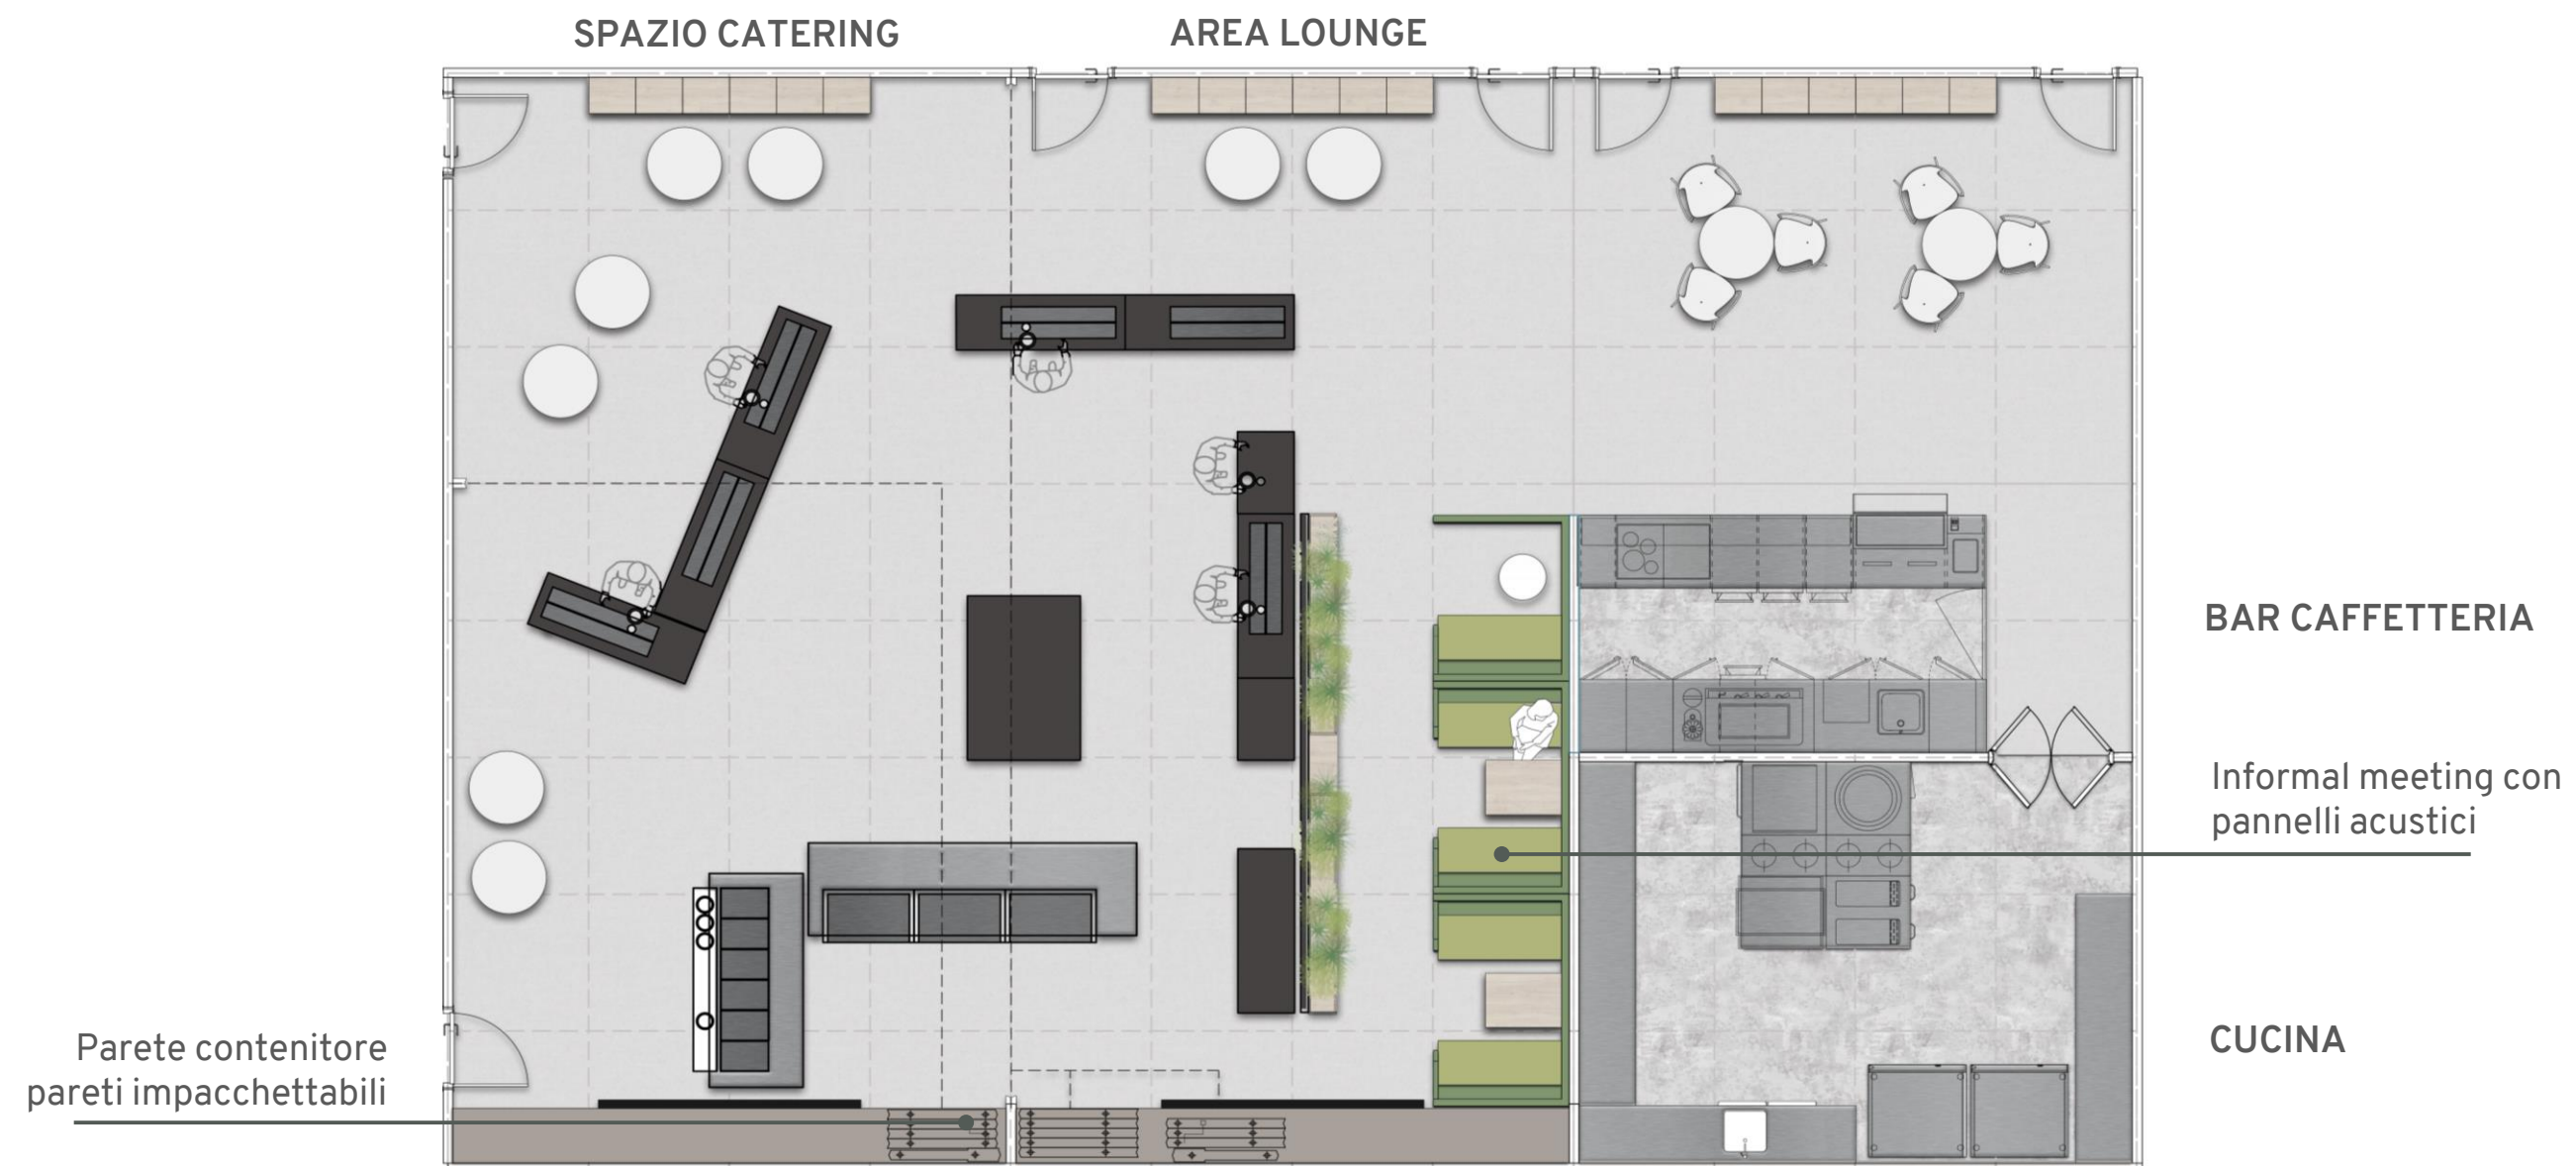 SPAZIO CATERING
AREA LOUNGE
BAR CAFFETTERIA
Informal meeting con
pannelli acustici
CUCINA
Parete contenitore
pareti impacchettabili